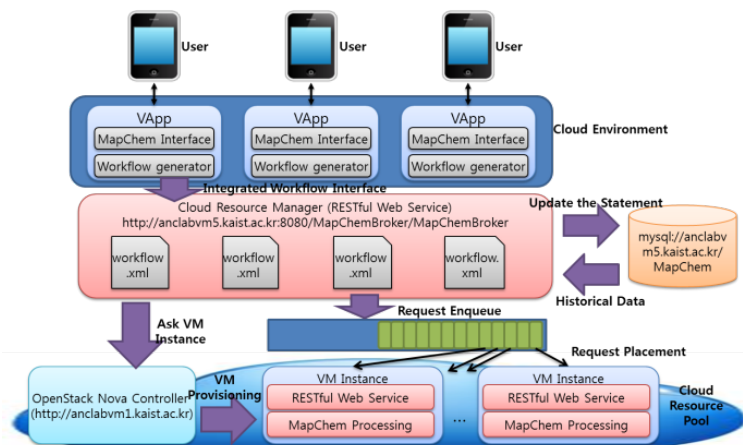 User
User
User
VApp
MapChem Interface
Workflow generator
VApp
MapChem Interface
Workflow generator
VApp
MapChem Interface
Workflow generator
Cloud Environment
Integrated Workflow Interface
Cloud Resource Manager (RESTful Web Service)
http://anclabvm5.kaist.ac.kr:8080/MapChemBroker/MapChemBroker
workflow
.xml
workflow
.xml
workflow
.xml
workflow.
xml
Update the Statement
mysql://anclabv
m5.kaist.ac.kr/
MapChem
Historical Data
Ask VM
Instance
Request Enqueue
Request Placement
OpenStack Nova Controller
(http://anclabvm1.kaist.ac.kr)
VM
Provisioning
VM Instance
RESTful Web Service
MapChem Processing
...
VM Instance
RESTful Web Service
MapChem Processing
Cloud
Resource
Pool